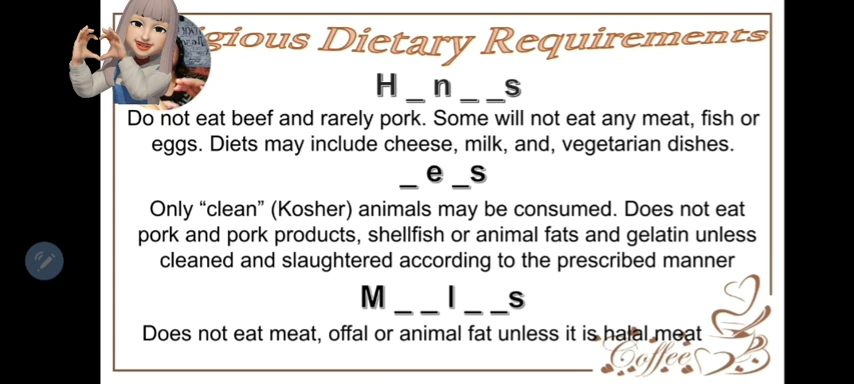 igious Dietary Requirements
H _ n _ _s
Do not eat beef and rarely pork. Some will not eat any meat, fish or
eggs. Diets may include cheese, milk, and, vegetarian dishes.
_ e _s
Only “clean” (Kosher) animals may be consumed. Does not eat
pork and pork products, shellfish or animal fats and gelatin unless
cleaned and slaughtered according to the prescribed manner
M _ _ l _ _s
Does not eat meat, offal or animal fat unless it is halal meat
Coffee